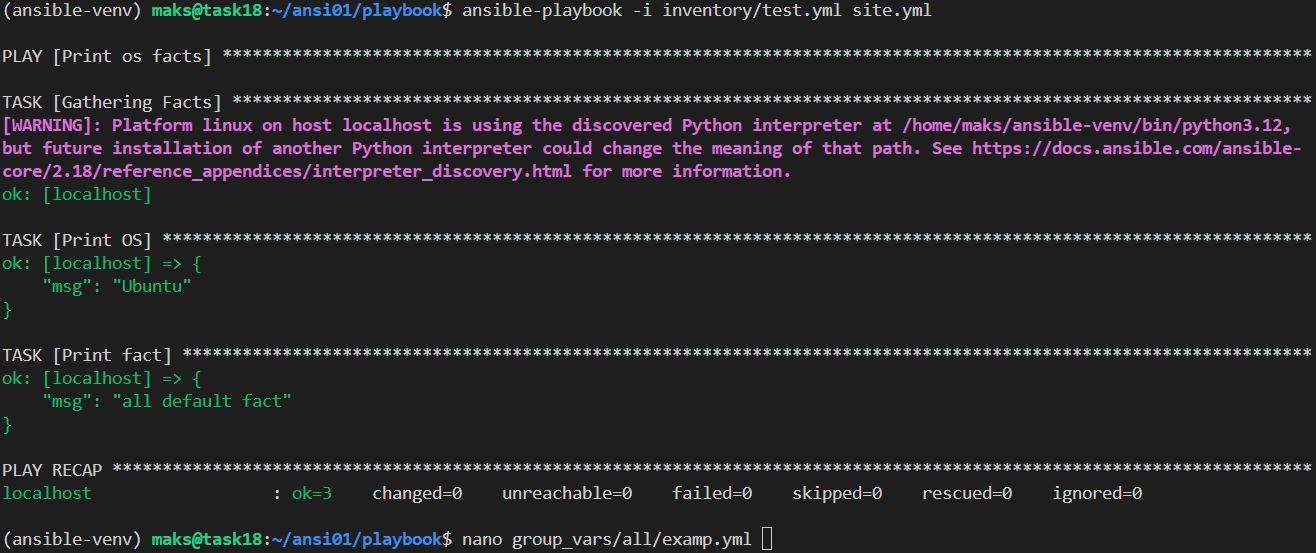 (ansible-venv) maks@task18:~/ansi01/playbook$ ansible-playbook -i inventory/test.yml site.yml
PLAY [Print os facts] *************************************************************************************************************
TASK [Gathering Facts] ************************************************************************************************************
[WARNING]: Platform linux on host localhost is using the discovered Python interpreter at /home/maks/ansible-venv/bin/python3.12,
but future installation of another Python interpreter could change the meaning of that path. See https://docs.ansible.com/ansible-
core/2.18/reference_appendices/interpreter_discovery.html for more information.
ok: [localhost]
TASK [Print OS] *******************************************************************************************************************
ok: [localhost] => {
    "msg": "Ubuntu"
}
TASK [Print fact] *****************************************************************************************************************
ok: [localhost] => {
    "msg": "all default fact"
}
PLAY RECAP ************************************************************************************************************************
localhost                  : ok=3    changed=0    unreachable=0    failed=0    skipped=0    rescued=0    ignored=0
(ansible-venv) maks@task18:~/ansi01/playbook$ nano group_vars/all/examp.yml